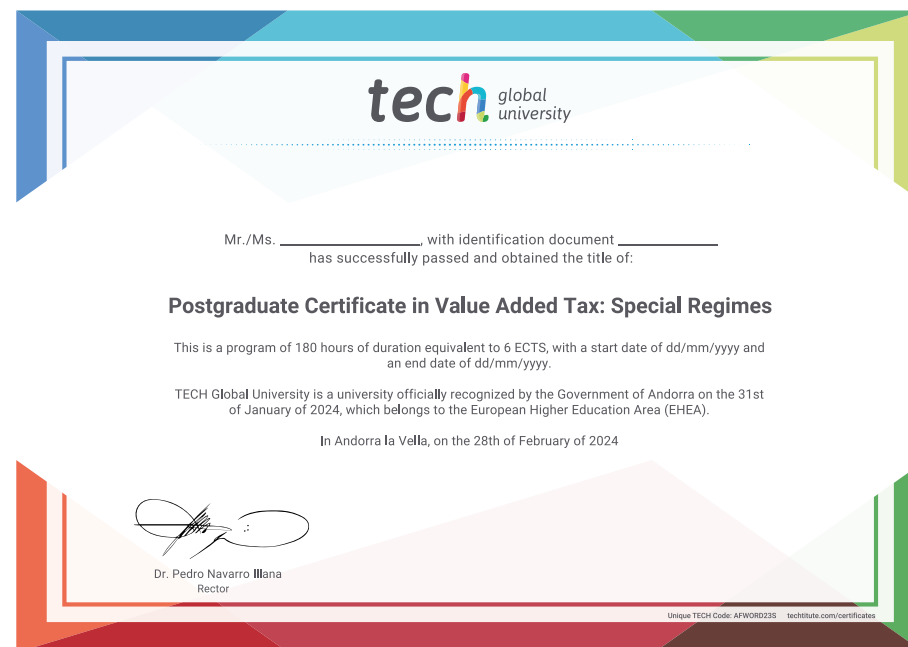 tech global
university
Mr./Ms. ____________________, with identification document ______________
has successfully passed and obtained the title of:
Postgraduate Certificate in Value Added Tax: Special Regimes
This is a program of 180 hours of duration equivalent to 6 ECTS, with a start date of dd/mm/yyyy and
an end date of dd/mm/yyyy.
TECH Global University is a university officially recognized by the Government of Andorra on the 31st
of January of 2024, which belongs to the European Higher Education Area (EHEA).
In Andorra la Vella, on the 28th of February of 2024
Dr. Pedro Navarro Illana
Rector
Unique TECH Code: AFWORD23S techtitute.com/certificates